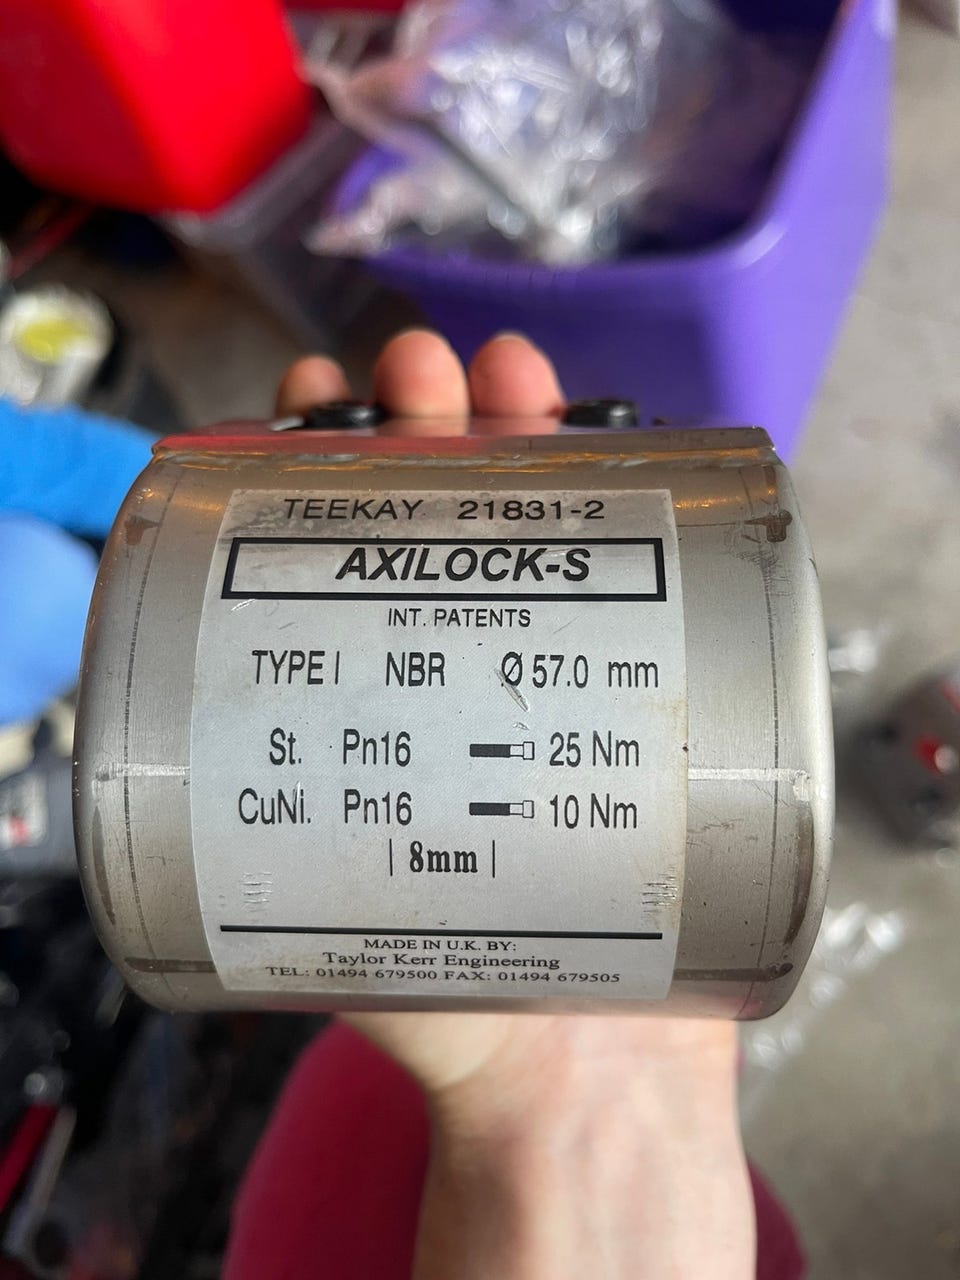 TEEKAY 21831-2
AXILOCK-S
INT. PATENTS
TYPE I NBR Ø 57.0 mm
St. Pn16 25 Nm
CuNi. Pn16 10 Nm
| 8mm |
MADE IN U.K. BY:
Taylor Kerr Engineering
TEL: 01494 679500 FAX: 01494 679505